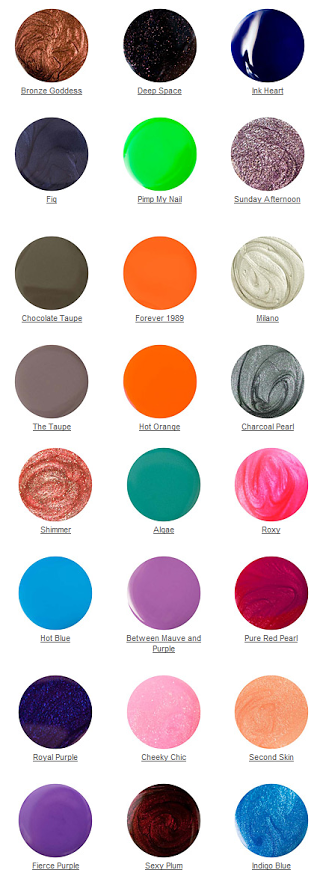 Bronze Goddess
Deep Space
Ink Heart
Fig
Pimp My Nail
Sunday Afternoon
Chocolate Taupe
Forever 1989
Milano
The Taupe
Hot Orange
Charcoal Pearl
Shimmer
Algae
Roxy
Hot Blue
Between Mauve and
Purple
Pure Red Pearl
Royal Purple
Cheeky Chic
Second Skin
Fierce Purple
Sexy Plum
Indigo Blue